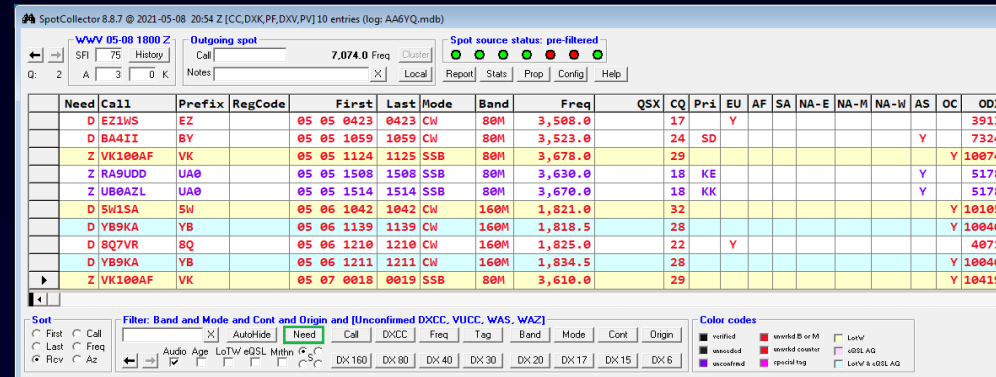 SpotCollector 8.8.7 @ 2021-05-08 20:54 Z [CC,DXK,PF,DXV,PV] 10 entries (log: AA6YQ.mdb)
WWV 05-08 1800 Z Outgoing spot Spot source status: pre-filtered
SFI 75 History Call 7,074.0 Freq Cluster
Q: 2 A 3 0 K Notes X Local Report Stats Prop Config Help
Need Call Prefix RegCode First Last Mode Band Freq QSX CQ Pri EU AF SA NA-E NA-M NA-W AS OC ODX
D EZ1WS EZ 05 05 0423 0423 CW 80M 3,508.0 17 Y 3913
D BA4II BY 05 05 1059 1059 CW 80M 3,523.0 24 SD Y 7324
Z VK100AF VK 05 05 1124 1125 SSB 80M 3,678.0 29 Y 10074
Z RA9UDD UA0 05 05 1508 1508 SSB 80M 3,630.0 18 KE Y 5178
Z UB0AZL UA0 05 05 1514 1514 SSB 80M 3,670.0 18 KK Y 5178
D 5W1SA 5W 05 06 1042 1042 CW 160M 1,821.0 32 Y 10105
D YB9KA YB 05 06 1139 1139 CW 160M 1,818.5 28 Y 10040
D 8Q7VR 8Q 05 06 1210 1210 CW 160M 1,825.0 22 Y 4071
D YB9KA YB 05 06 1211 1211 CW 160M 1,834.5 28 Y 10040
Z VK100AF VK 05 07 0018 0019 SSB 80M 3,610.0 29 Y 10419
Sort Filter: Band and Mode and Cont and Origin and [Unconfirmed DXCC, VUCC, WAS, WAZ] Color codes
First Call X AutoHide Need Call DXCC Freq Tag Band Mode Cont Origin verified unwrkd B or M LotW
Last Freq Audio Age LoTW eQSL Mithn S S unneeded unwrkd counter eQSL AG
Rcv Az DX 160 DX 80 DX 40 DX 30 DX 20 DX 17 DX 15 DX 6 unconfrmd special tag LotW & eQSL AG